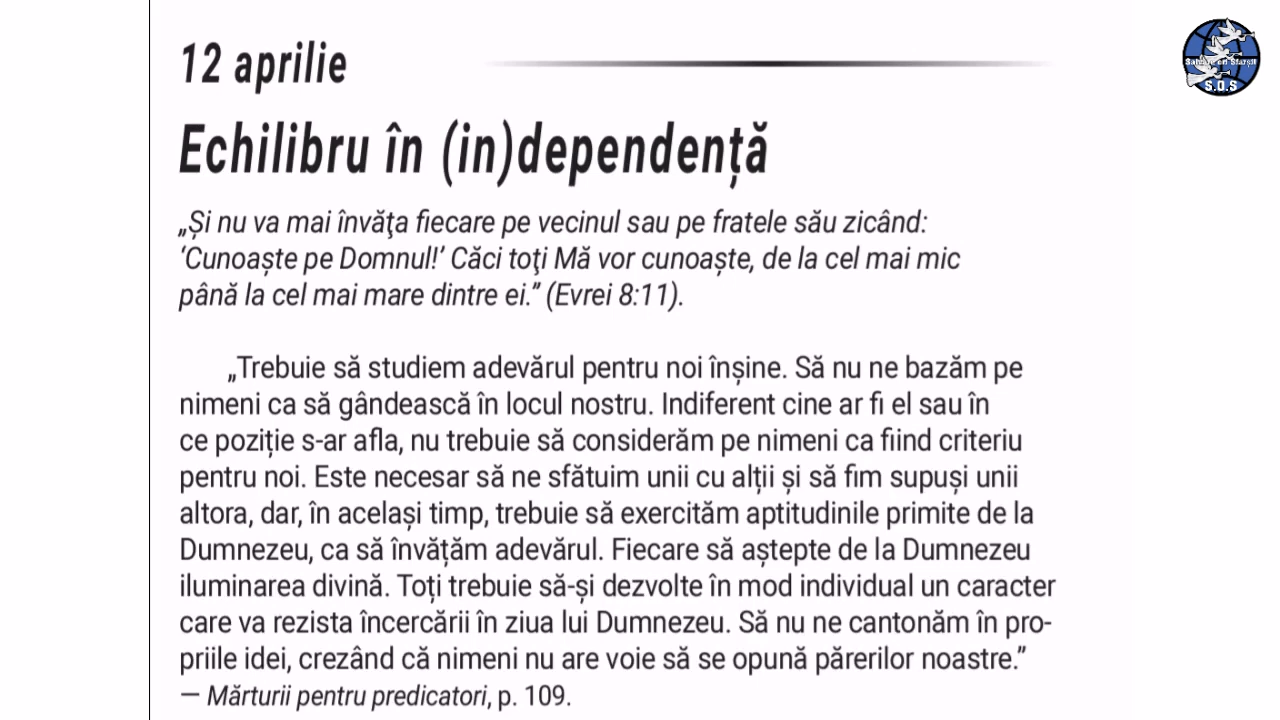 12 aprilie
Echilibru în (in)dependență
„Și nu va mai învăţa fiecare pe vecinul sau pe fratele său zicând:
‘Cunoaște pe Domnul!’ Căci toţi Mă vor cunoaște, de la cel mai mic
până la cel mai mare dintre ei.” (Evrei 8:11).
„Trebuie să studiem adevărul pentru noi înșine. Să nu ne bazăm pe
nimeni ca să gândească în locul nostru. Indiferent cine ar fi el sau în
ce poziție s-ar afla, nu trebuie să considerăm pe nimeni ca fiind criteriu
pentru noi. Este necesar să ne sfătuim unii cu alții și să fim supuși unii
altora, dar, în același timp, trebuie să exercităm aptitudinile primite de la
Dumnezeu, ca să învățăm adevărul. Fiecare să aștepte de la Dumnezeu
iluminarea divină. Toți trebuie să-și dezvolte în mod individual un caracter
care va rezista încercării în ziua lui Dumnezeu. Să nu ne cantonăm în pro-
priile idei, crezând că nimeni nu are voie să se opună părerilor noastre.”
— Mărturii pentru predicatori, p. 109.
S.O.S